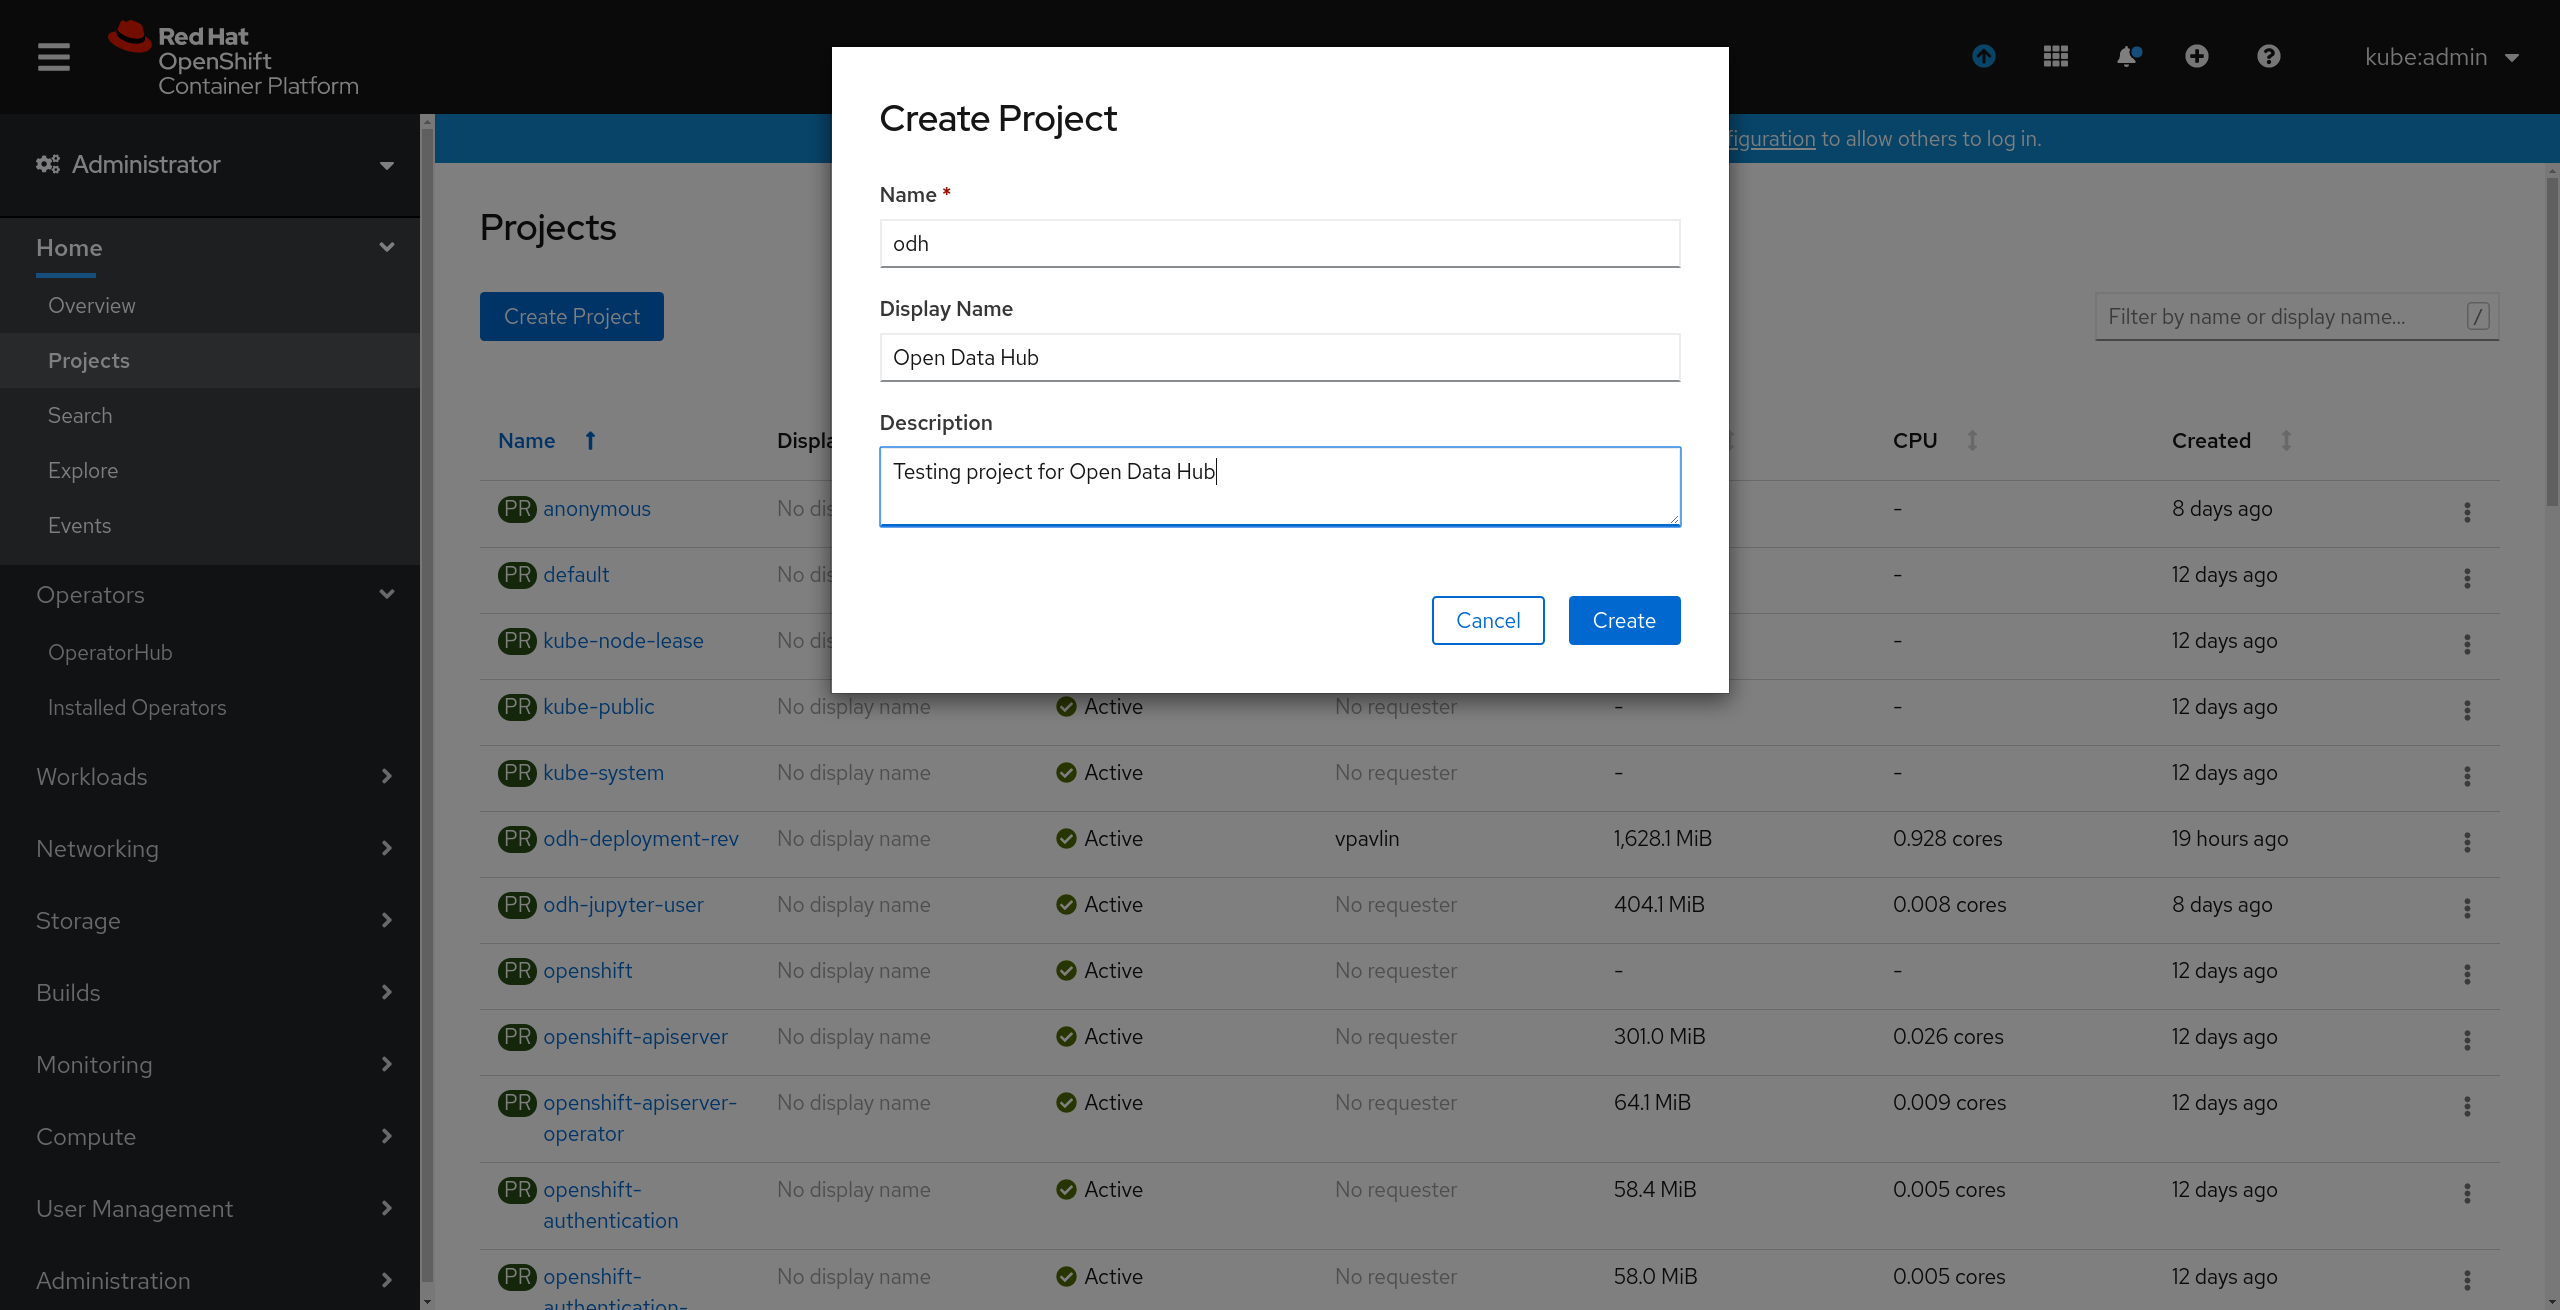 Red Hat
OpenShift
Container Platform
kube:admin
Administrator
Home
Overview
Projects
Search
Explore
Events
Operators
OperatorHub
Installed Operators
Workloads
Networking
Storage
Builds
Monitoring
Compute
User Management
Administration
figuration to allow others to log in.
Projects
Create Project
Filter by name or display name... /
Create Project
Name *
odh
Display Name
Open Data Hub
Description
Testing project for Open Data Hub
Cancel Create
Name Displa CPU Created
PR anonymous No dis - 8 days ago
PR default No dis - 12 days ago
PR kube-node-lease No dis - 12 days ago
PR kube-public No display name Active No requester - - 12 days ago
PR kube-system No display name Active No requester - - 12 days ago
PR odh-deployment-rev No display name Active vpavlin 1,628.1 MiB 0.928 cores 19 hours ago
PR odh-jupyter-user No display name Active No requester 404.1 MiB 0.008 cores 8 days ago
PR openshift No display name Active No requester - - 12 days ago
PR openshift-apiserver No display name Active No requester 301.0 MiB 0.026 cores 12 days ago
PR openshift-apiserver- No display name Active No requester 64.1 MiB 0.009 cores 12 days ago
operator
PR openshift- No display name Active No requester 58.4 MiB 0.005 cores 12 days ago
authentication
PR openshift- No display name Active No requester 58.0 MiB 0.005 cores 12 days ago
authentication-